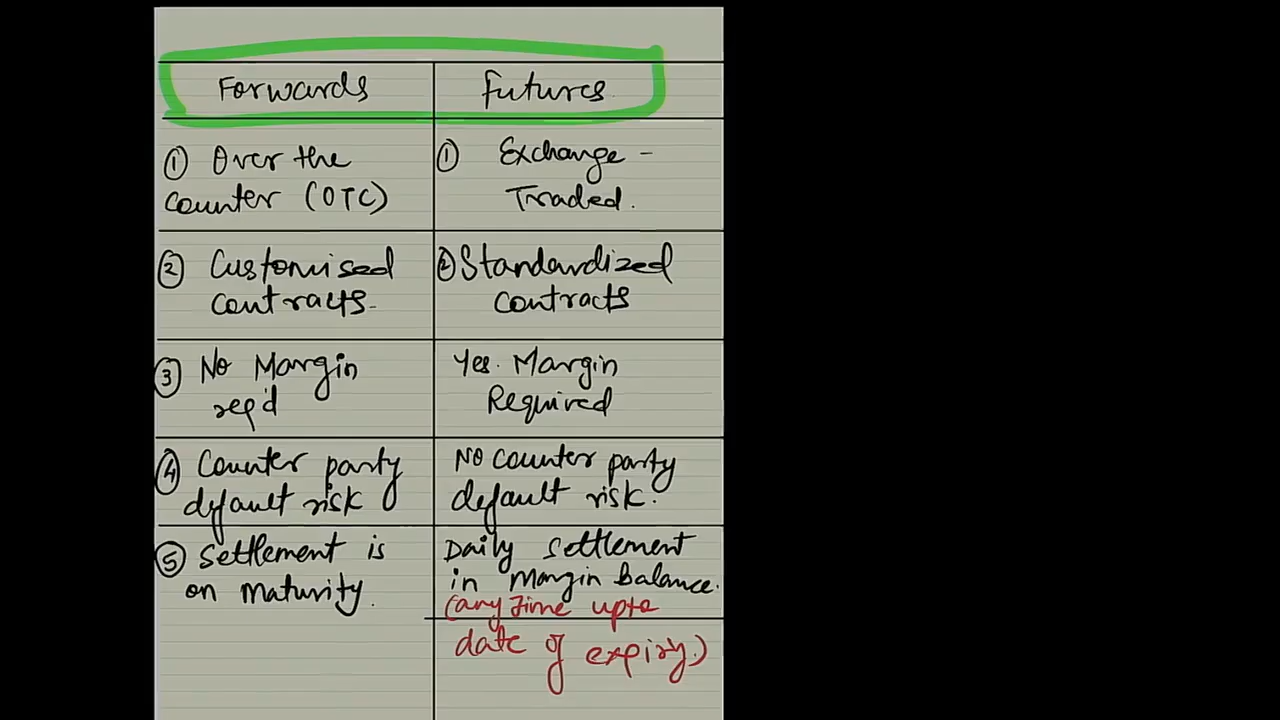 Forwards
Futures
① Over the
counter (OTC)
① Exchange -
Traded.
② Customised
contracts.
② Standardized
contracts
③ No Margin
req'd
Yes. Margin
Required
④ Counter party
default risk
No counter party
default risk.
⑤ Settlement is
on maturity.
Daily settlement
in margin balance.
(any time upto
date of expiry.)